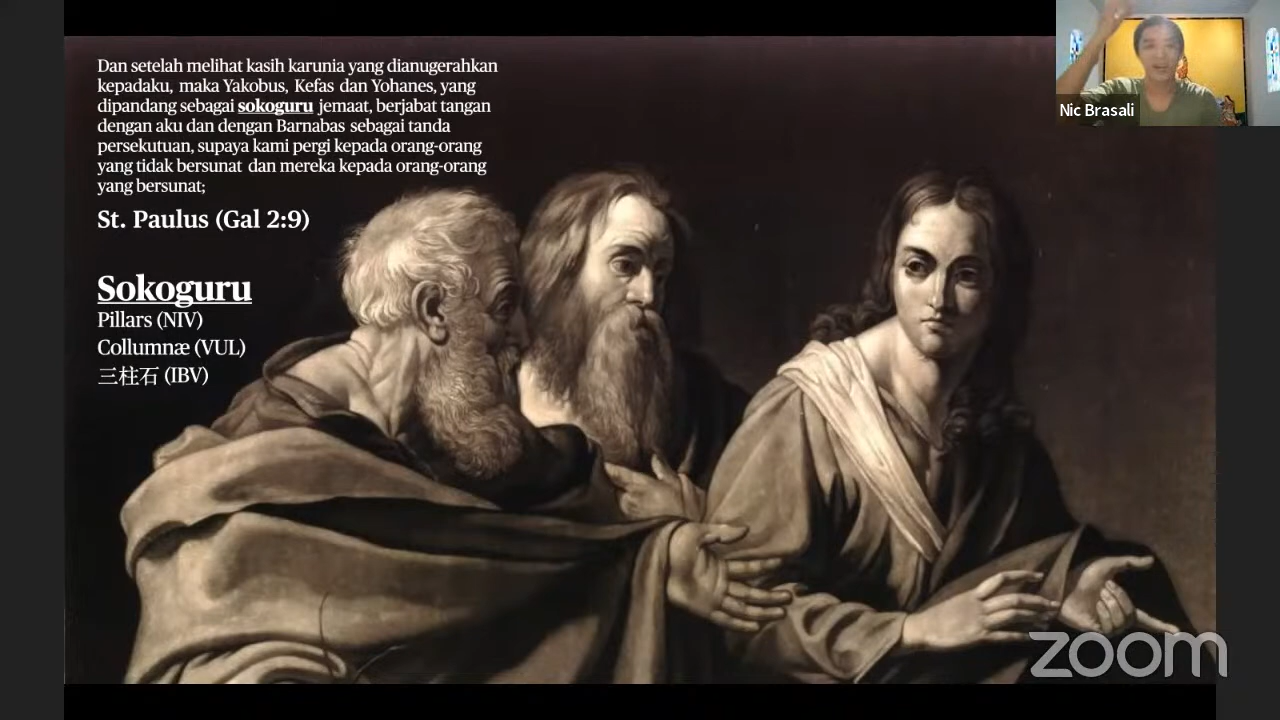 Dan setelah melihat kasih karunia yang dianugerahkan
kepadaku, maka Yakobus, Kefas dan Yohanes, yang
dipandang sebagai sokoguru jemaat, berjabat tangan
dengan aku dan dengan Barnabas sebagai tanda
persekutuan, supaya kami pergi kepada orang-orang
yang tidak bersunat dan mereka kepada orang-orang
yang bersunat;
St. Paulus (Gal 2:9)
Sokoguru
Pillars (NIV)
Collumnæ (VUL)
三柱石 (IBV)
Nic Brasali
zoom